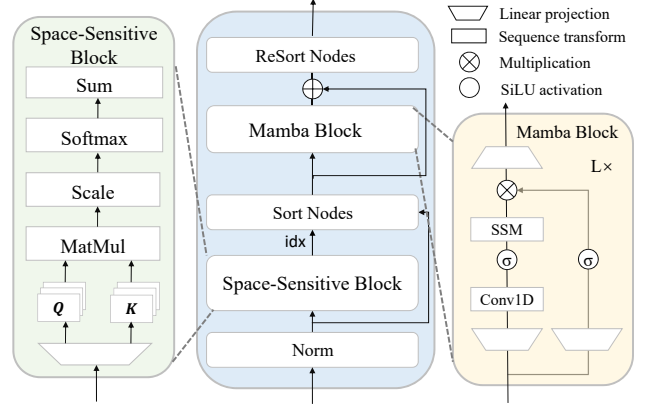 Space-Sensitive
Block
Sum
Softmax
Scale
MatMul
Q
K
ReSort Nodes
Mamba Block
Sort Nodes
idx
Space-Sensitive Block
Norm
Linear projection
Sequence transform
Multiplication
SiLU activation
Mamba Block
L×
SSM
σ
σ
Conv1D